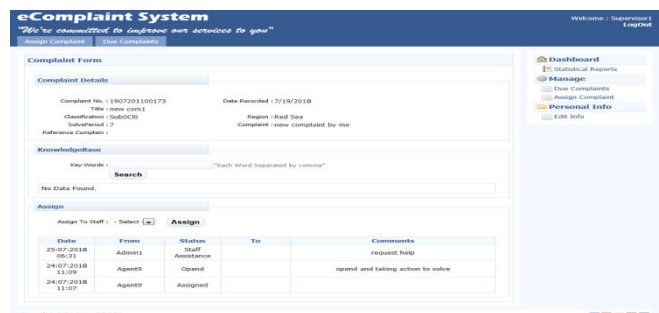 eComplaint System
"We're committed to improve our services to you"
Welcome : Supervisor1
LogOut
Assign Complaint Due Complaints
Complaint Form
Complaint Details
Complaint No. : 1907201100173 Date Recorded : 7/19/2018
Title : new com1
Classification : Sub0Cl0 Region : Red Sea
SolvePeriod : 7 Complaint : new complaint by me
Reference Complain :
KnowledgeBase
Key-Words : "Each Word Separated by comma"
Search
No Data Found.
Assign
Assign To Staff : - Select - Assign
Date From Status To Comments
25:07:2018 06:31 Admin1 Staff Assistance request help
24:07:2018 11:09 Agent9 Opend opend and taking action to solve
24:07:2018 11:07 Agent9 Assigned
Dashboard
Statistical Reports
Manage
Due Complaints
Assign Complaint
Personal Info
Edit Info